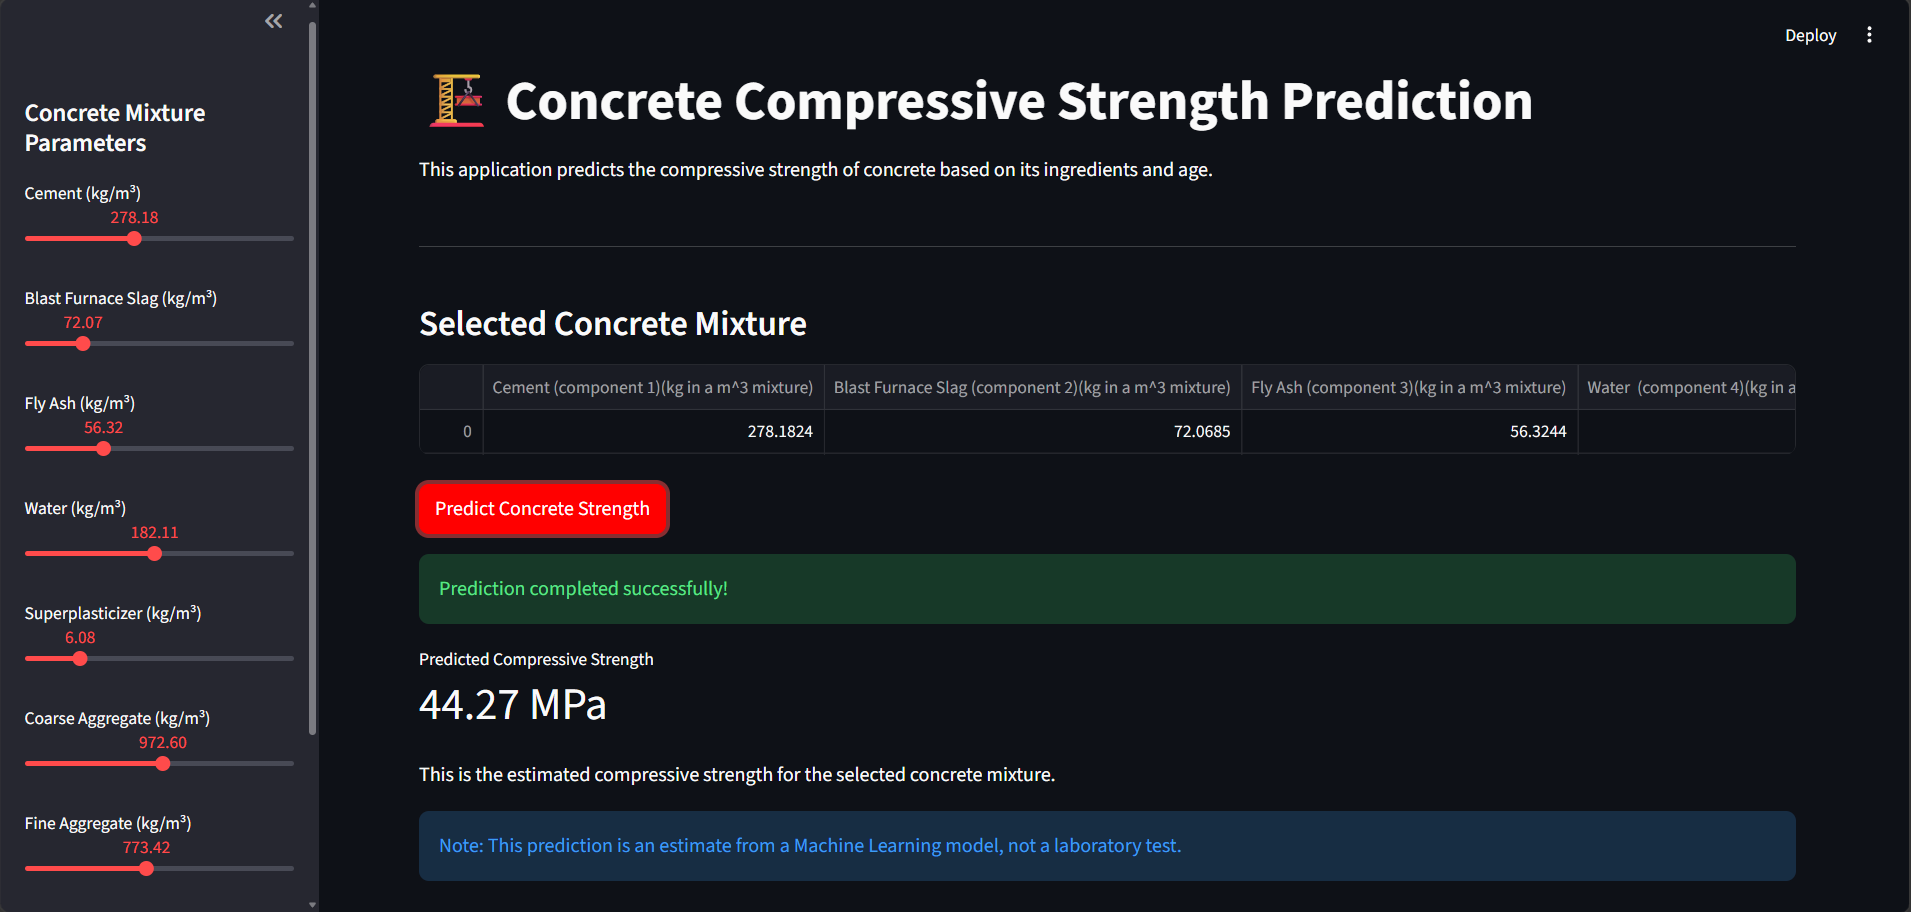 Concrete Mixture
Parameters
Cement (kg/m³)
278.18
Blast Furnace Slag (kg/m³)
72.07
Fly Ash (kg/m³)
56.32
Water (kg/m³)
182.11
Superplasticizer (kg/m³)
6.08
Coarse Aggregate (kg/m³)
972.60
Fine Aggregate (kg/m³)
773.42
Deploy
Concrete Compressive Strength Prediction
This application predicts the compressive strength of concrete based on its ingredients and age.
Selected Concrete Mixture
Cement (component 1)(kg in a m^3 mixture) Blast Furnace Slag (component 2)(kg in a m^3 mixture) Fly Ash (component 3)(kg in a m^3 mixture) Water (component 4)(kg in a
0 278.1824 72.0685 56.3244
Predict Concrete Strength
Prediction completed successfully!
Predicted Compressive Strength
44.27 MPa
This is the estimated compressive strength for the selected concrete mixture.
Note: This prediction is an estimate from a Machine Learning model, not a laboratory test.